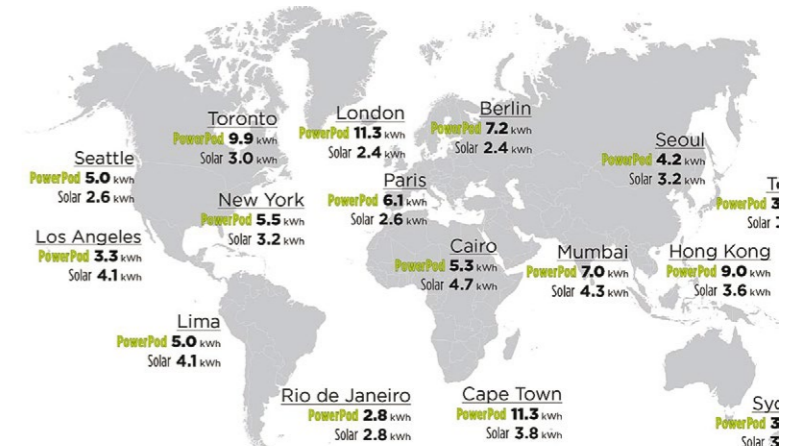 Toronto
PowerPod 9.9 kWh
Solar 3.0 kWh
London
PowerPod 11.3 kWh
Solar 2.4 kWh
Berlin
PowerPod 7.2 kWh
Solar 2.4 kWh
Seoul
PowerPod 4.2 kWh
Solar 3.2 kWh
Seattle
PowerPod 5.0 kWh
Solar 2.6 kWh
New York
PowerPod 5.5 kWh
Solar 3.2 kWh
Paris
PowerPod 6.1 kWh
Solar 2.6 kWh
PowerPod 3
Solar
Los Angeles
PowerPod 3.3 kWh
Solar 4.1 kWh
Cairo
PowerPod 5.3 kWh
Solar 4.7 kWh
Mumbai
PowerPod 7.0 kWh
Solar 4.3 kWh
Hong Kong
PowerPod 9.0 kWh
Solar 3.6 kWh
Lima
PowerPod 5.0 kWh
Solar 4.1 kWh
Rio de Janeiro
PowerPod 2.8 kWh
Solar 2.8 kWh
Cape Town
PowerPod 11.3 kWh
Solar 3.8 kWh
PowerPod 3
Solar 3